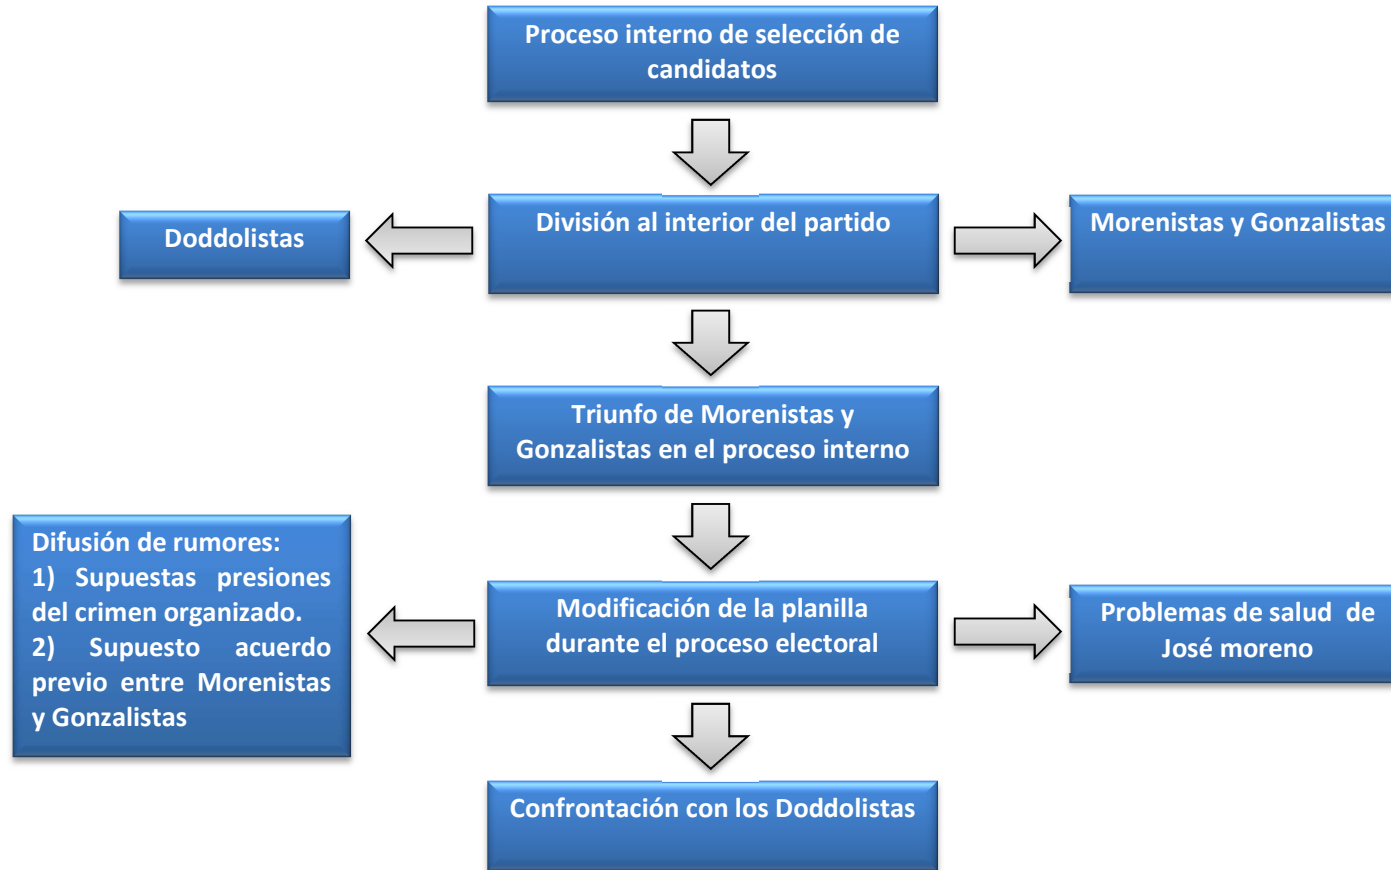 Proceso interno de selección de
candidatos
División al interior del partido
Doddolistas
Morenistas y Gonzalistas
Triunfo de Morenistas y
Gonzalistas en el proceso interno
Difusión de rumores:
1) Supuestas presiones
del crimen organizado.
2) Supuesto acuerdo
previo entre Morenistas
y Gonzalistas
Modificación de la planilla
durante el proceso electoral
Problemas de salud de
José moreno
Confrontación con los Doddolistas